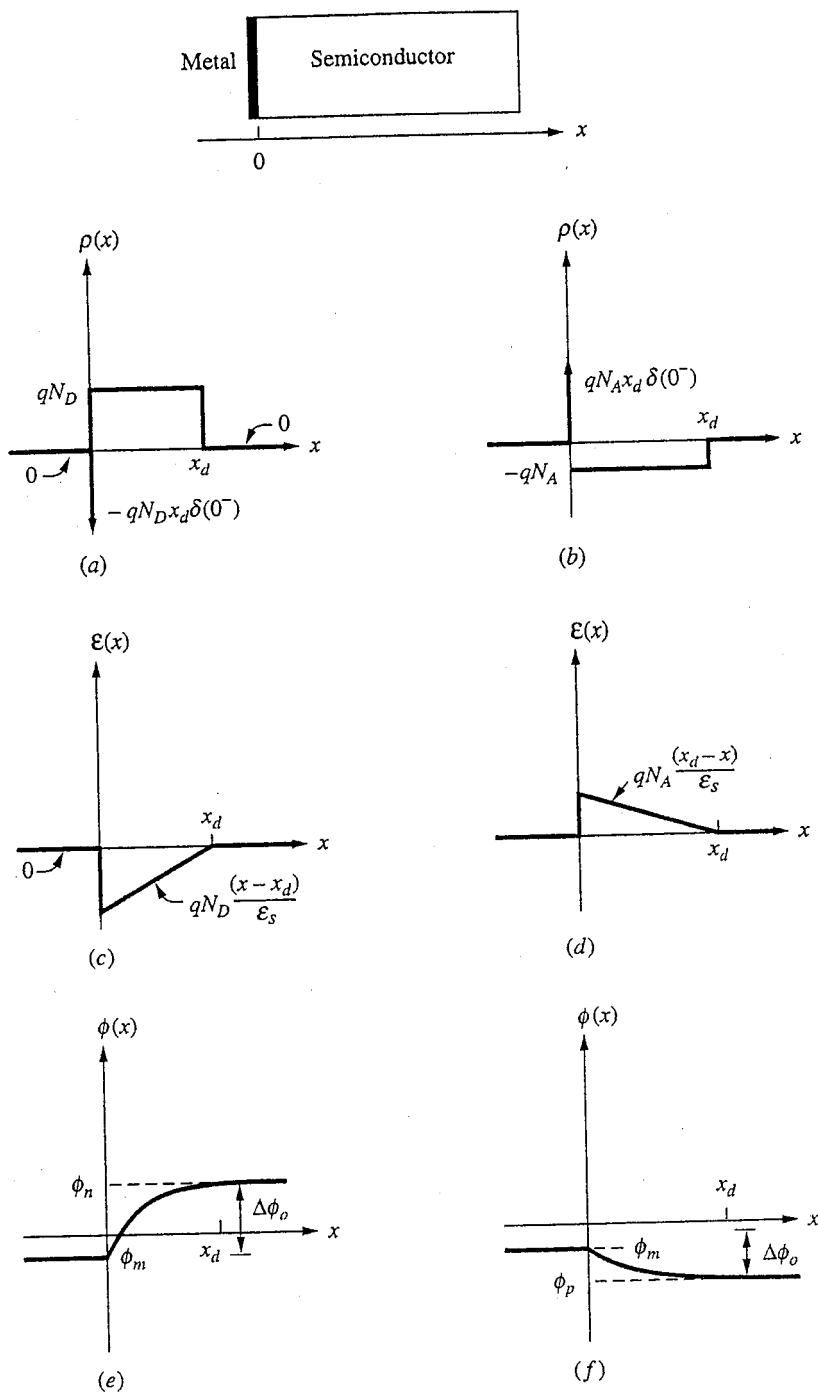 Metal
Semiconductor
x
0
ρ(x)
qN_D
0
x
0
x_d
− qN_D x_d δ(0⁻)
(a)
ρ(x)
qN_A x_d δ(0⁻)
x_d
x
−qN_A
(b)
Ɛ(x)
x_d
x
0
qN_D (x − x_d)/ε_s
(c)
Ɛ(x)
qN_A (x_d − x)/ε_s
x
x_d
(d)
ϕ(x)
ϕ_n
Δϕ_o
x
ϕ_m
x_d
(e)
ϕ(x)
x_d
x
ϕ_m
Δϕ_o
ϕ_p
(f)